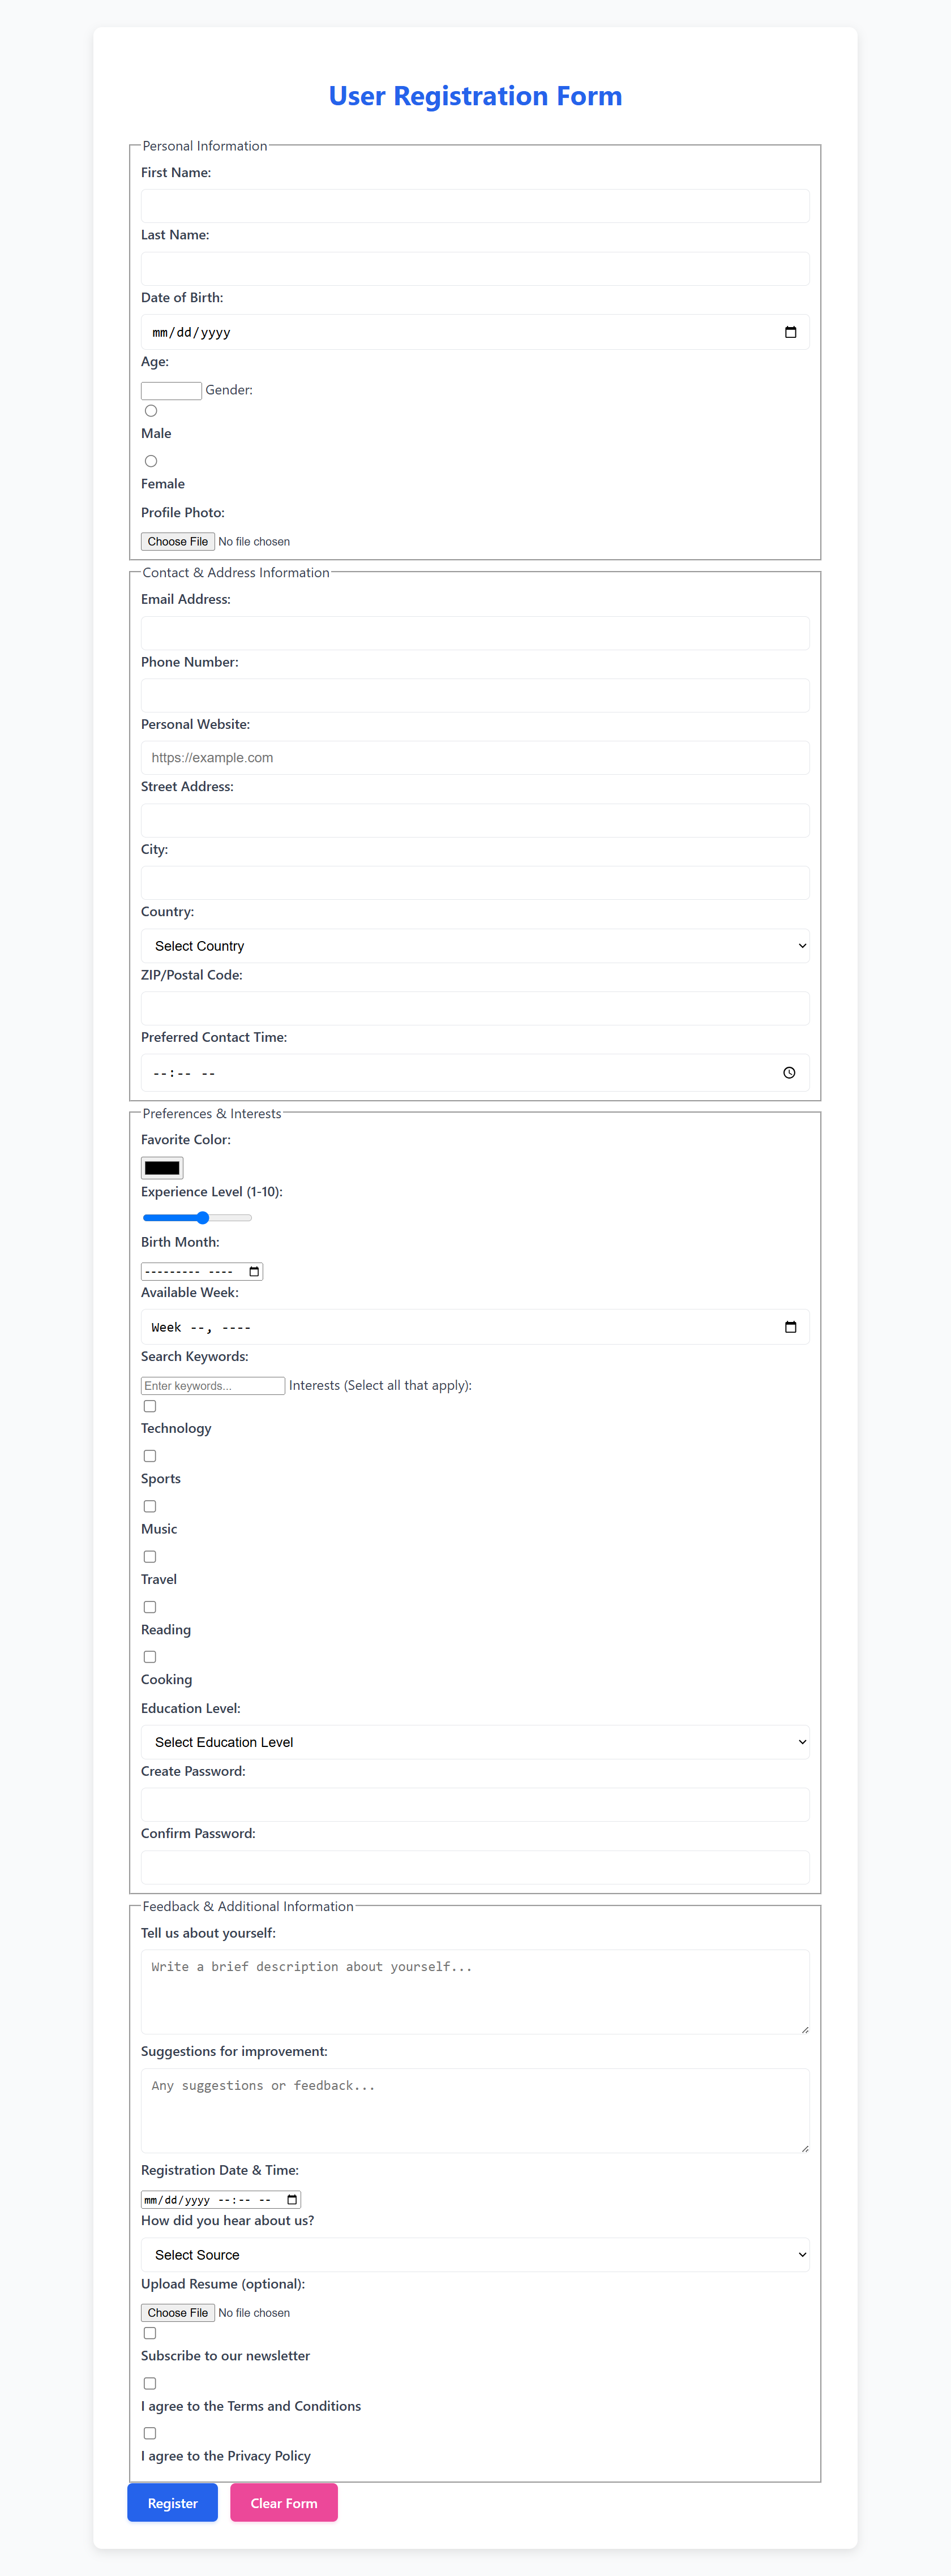 User Registration Form
Personal Information
First Name:
Last Name:
Date of Birth:
mm/dd/yyyy
Age:
Gender:
Male
Female
Profile Photo:
Choose File No file chosen
Contact & Address Information
Email Address:
Phone Number:
Personal Website:
https://example.com
Street Address:
City:
Country:
Select Country
ZIP/Postal Code:
Preferred Contact Time:
--:-- --
Preferences & Interests
Favorite Color:
Experience Level (1-10):
Birth Month:
--------- ----
Available Week:
Week --, ----
Search Keywords:
Enter keywords... Interests (Select all that apply):
Technology
Sports
Music
Travel
Reading
Cooking
Education Level:
Select Education Level
Create Password:
Confirm Password:
Feedback & Additional Information
Tell us about yourself:
Write a brief description about yourself...
Suggestions for improvement:
Any suggestions or feedback...
Registration Date & Time:
mm/dd/yyyy --:-- --
How did you hear about us?
Select Source
Upload Resume (optional):
Choose File No file chosen
Subscribe to our newsletter
I agree to the Terms and Conditions
I agree to the Privacy Policy
Register Clear Form